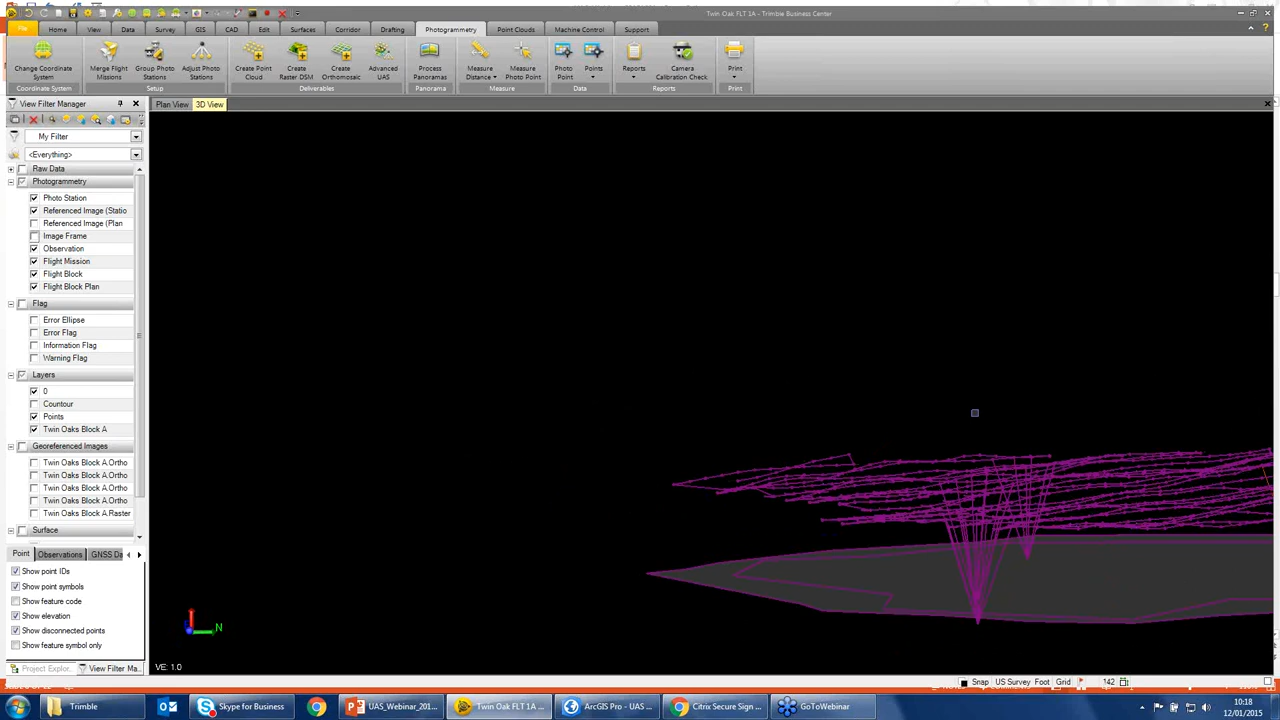 Twin Oak FLT 1A - Trimble Business Center
File Home View Data Survey GIS CAD Edit Surfaces Corridor Drafting Photogrammetry Point Clouds Machine Control Support
Change Coordinate System
Merge Flight Missions
Group Photo Stations
Adjust Photo Stations
Create Point Cloud
Create Raster DSM
Create Orthomosaic
Advanced UAS
Process Panoramas
Measure Distance
Measure Photo Point
Photo Point
Points
Reports
Camera Calibration Check
Print
Coordinate System Setup Deliverables Panorama Measure Data Reports Print
View Filter Manager
Plan View 3D View
My Filter
<Everything>
Raw Data
Photogrammetry
Photo Station
Referenced Image (Statio
Referenced Image (Plan
Image Frame
Observation
Flight Mission
Flight Block
Flight Block Plan
Flag
Error Ellipse
Error Flag
Information Flag
Warning Flag
Layers
0
Countour
Points
Twin Oaks Block A
Georeferenced Images
Twin Oaks Block A.Ortho
Twin Oaks Block A.Ortho
Twin Oaks Block A.Ortho
Twin Oaks Block A.Ortho
Twin Oaks Block A.Raster
Surface
Point Observations GNSS Da
Show point IDs
Show point symbols
Show feature code
Show elevation
Show disconnected points
Show feature symbol only
N
VE: 1.0
Project Explor... View Filter Ma...
Snap US Survey Foot Grid 142
Trimble
Skype for Business
UAS_Webinar_201...
Twin Oak FLT 1A ...
ArcGIS Pro - UAS ...
Citrix Secure Sign ...
GoToWebinar
10:18
12/01/2015